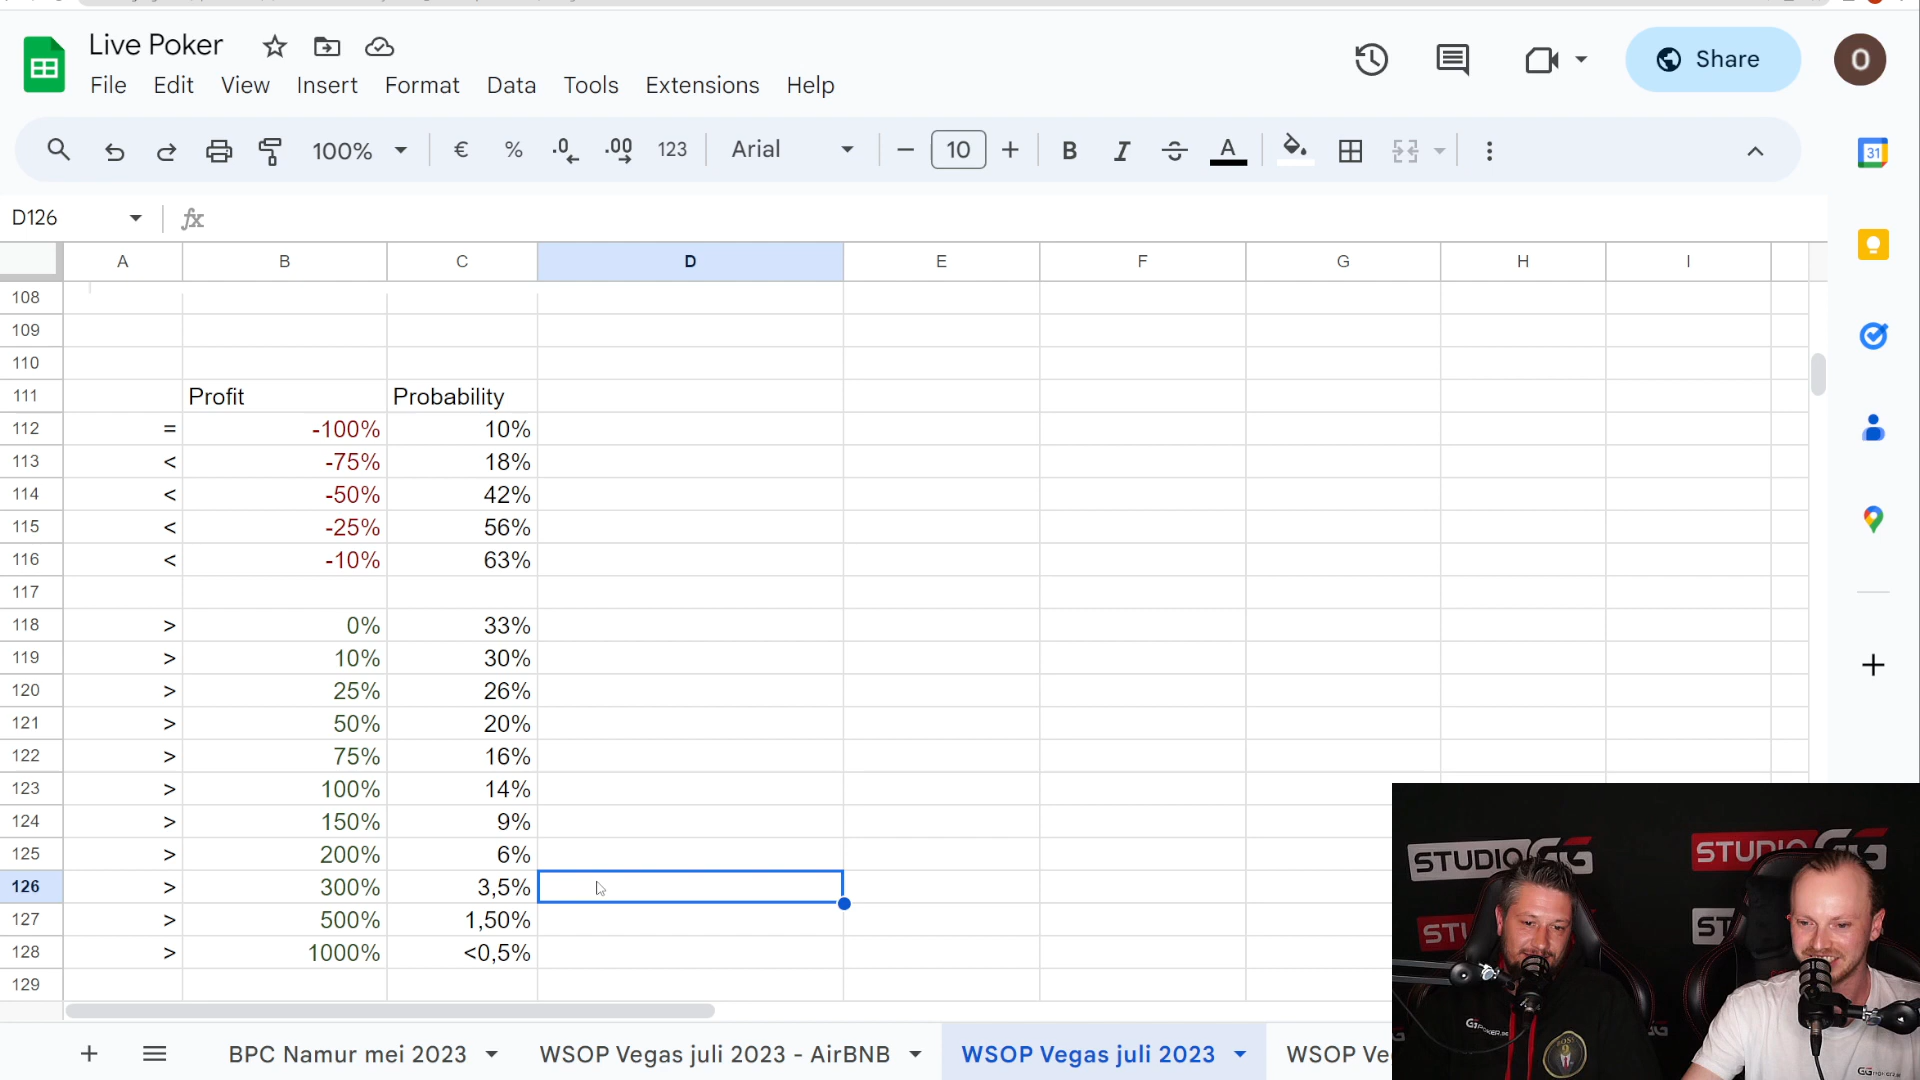 Live Poker
File Edit View Insert Format Data Tools Extensions Help
Share
O
100% € % .0 .00 123 Arial 10 B I A
31
D126 fx
A B C D E F G H I
108
109
110
111 Profit Probability
112 = -100% 10%
113 < -75% 18%
114 < -50% 42%
115 < -25% 56%
116 < -10% 63%
117
118 > 0% 33%
119 > 10% 30%
120 > 25% 26%
121 > 50% 20%
122 > 75% 16%
123 > 100% 14%
124 > 150% 9%
125 > 200% 6%
126 > 300% 3,5%
127 > 500% 1,50%
128 > 1000% <0,5%
129
STUDIO GG STUDIO GG
BPC Namur mei 2023 WSOP Vegas juli 2023 - AirBNB WSOP Vegas juli 2023 WSOP Ve